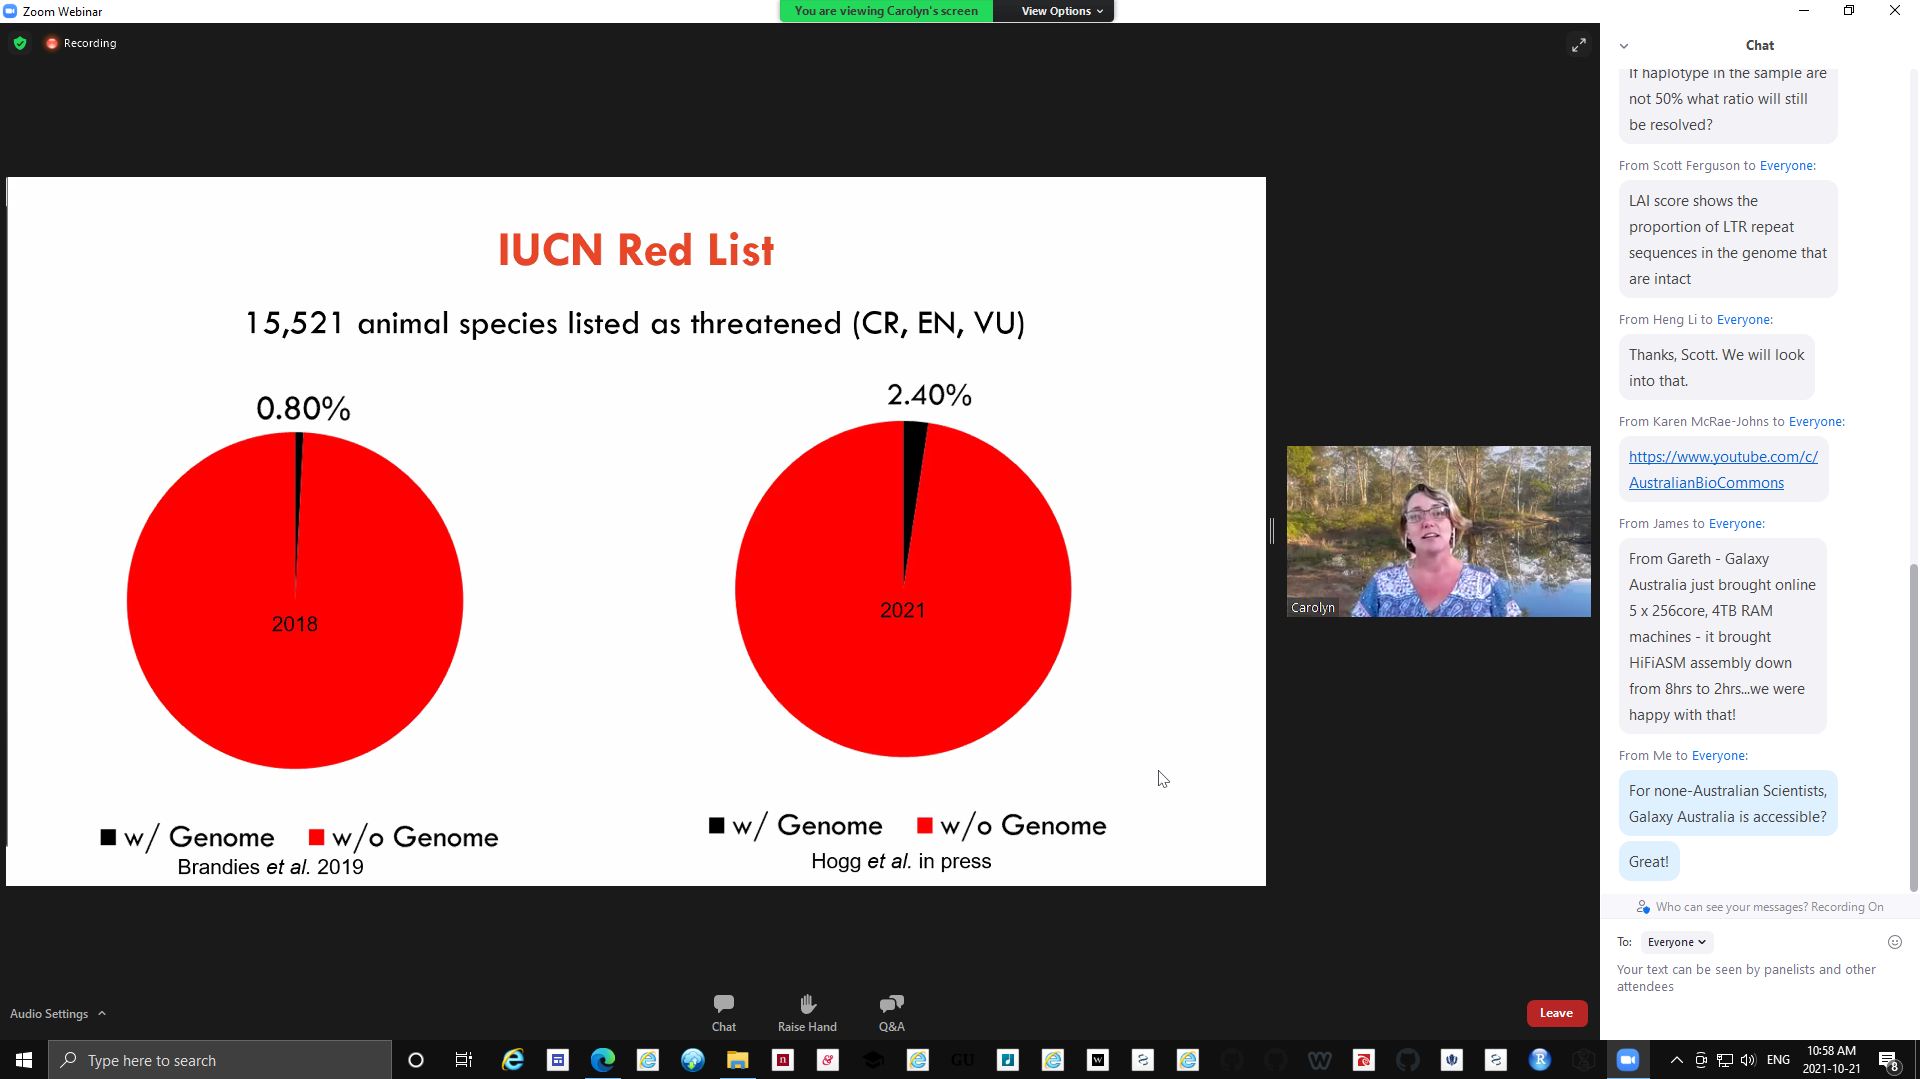 Zoom Webinar
You are viewing Carolyn's screen
View Options
Recording
IUCN Red List
15,521 animal species listed as threatened (CR, EN, VU)
0.80%
2018
w/ Genome w/o Genome
Brandies et al. 2019
2.40%
2021
w/ Genome w/o Genome
Hogg et al. in press
Carolyn
Chat
If haplotype in the sample are
not 50% what ratio will still
be resolved?
From Scott Ferguson to Everyone:
LAI score shows the
proportion of LTR repeat
sequences in the genome that
are intact
From Heng Li to Everyone:
Thanks, Scott. We will look
into that.
From Karen McRae-Johns to Everyone:
https://www.youtube.com/c/
AustralianBioCommons
From James to Everyone:
From Gareth - Galaxy
Australia just brought online
5 x 256core, 4TB RAM
machines - it brought
HiFiASM assembly down
from 8hrs to 2hrs...we were
happy with that!
From Me to Everyone:
For none-Australian Scientists,
Galaxy Australia is accessible?
Great!
Who can see your messages? Recording On
To: Everyone
Your text can be seen by panelists and other
attendees
Audio Settings
Chat
Raise Hand
Q&A
Leave
Type here to search
GU
ENG
10:58 AM
2021-10-21
8